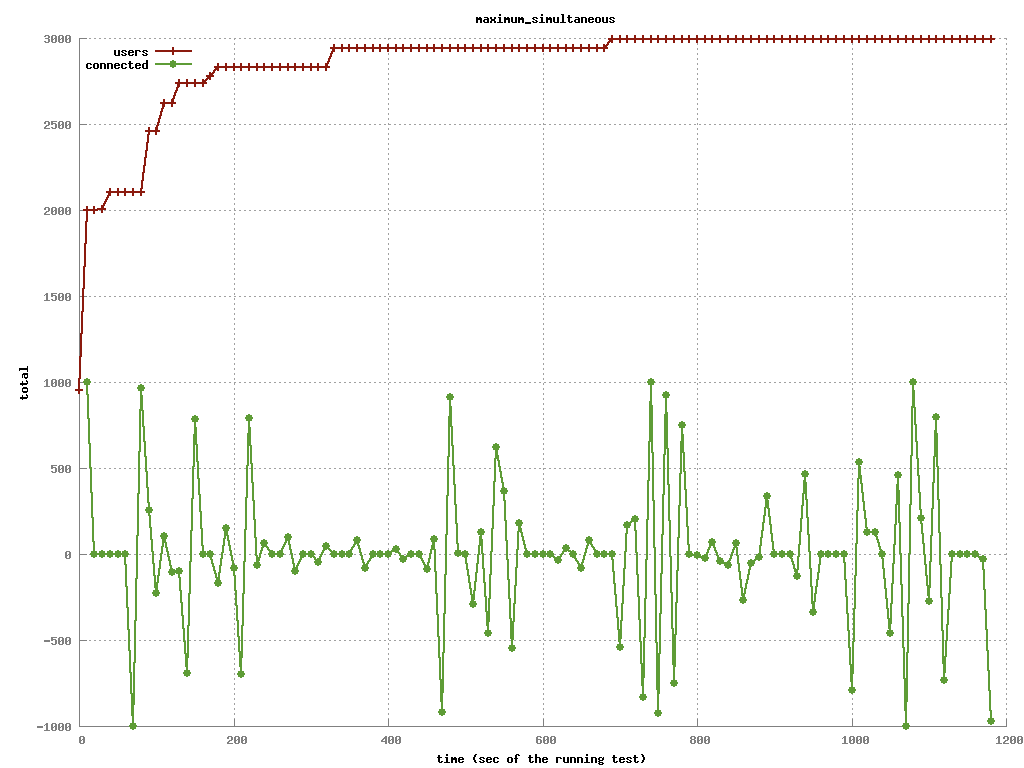 maximum_simultaneous
3000
users
connected
2500
2000
1500
total
1000
500
0
-500
-1000
0 200 400 600 800 1000 1200
time (sec of the running test)